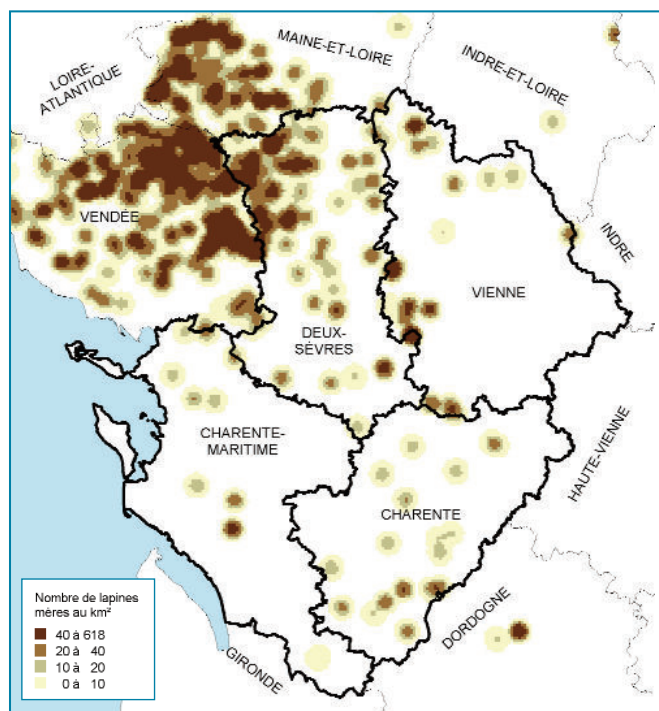 MAINE-ET-LOIRE
INDRE-ET-LOIRE
LOIRE-
ATLANTIQUE
VENDÉE
INDRE
VIENNE
DEUX-
SÈVRES
CHARENTE-
MARITIME
HAUTE-VIENNE
CHARENTE
DORDOGNE
GIRONDE
Nombre de lapines
mères au km²
40 à 618
20 à 40
10 à 20
0 à 10